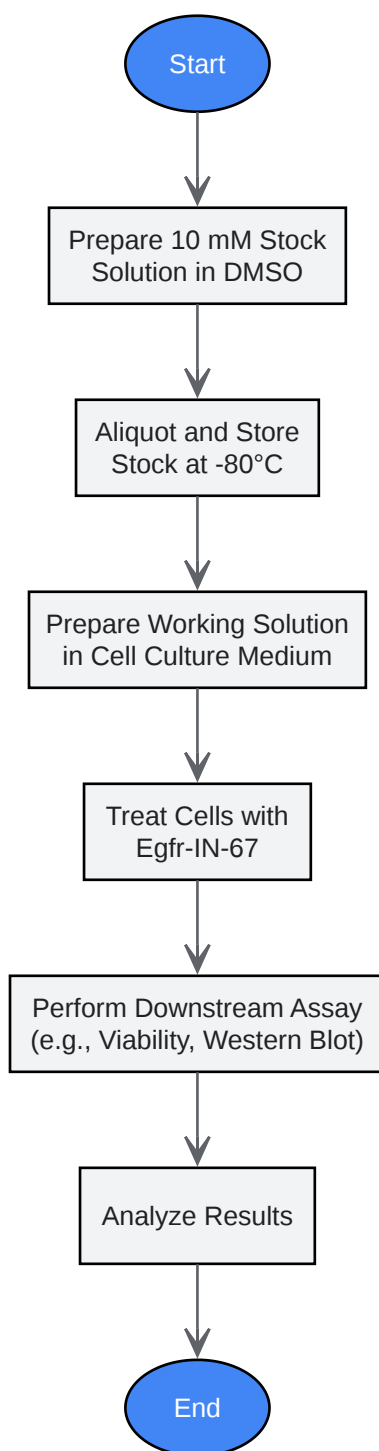 Start
Prepare 10 mM Stock
Solution in DMSO
Aliquot and Store
Stock at -80°C
Prepare Working Solution
in Cell Culture Medium
Treat Cells with
Egfr-IN-67
Perform Downstream Assay
(e.g., Viability, Western Blot)
Analyze Results
End